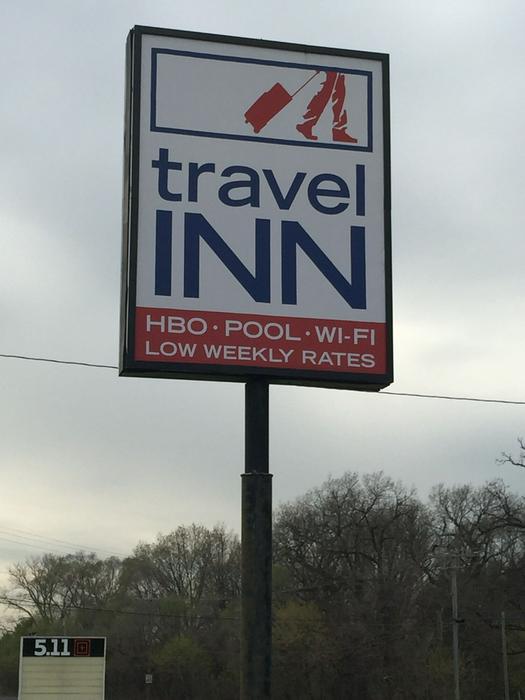 travel
INN
HBO · POOL · WI-FI
LOW WEEKLY RATES
5.11